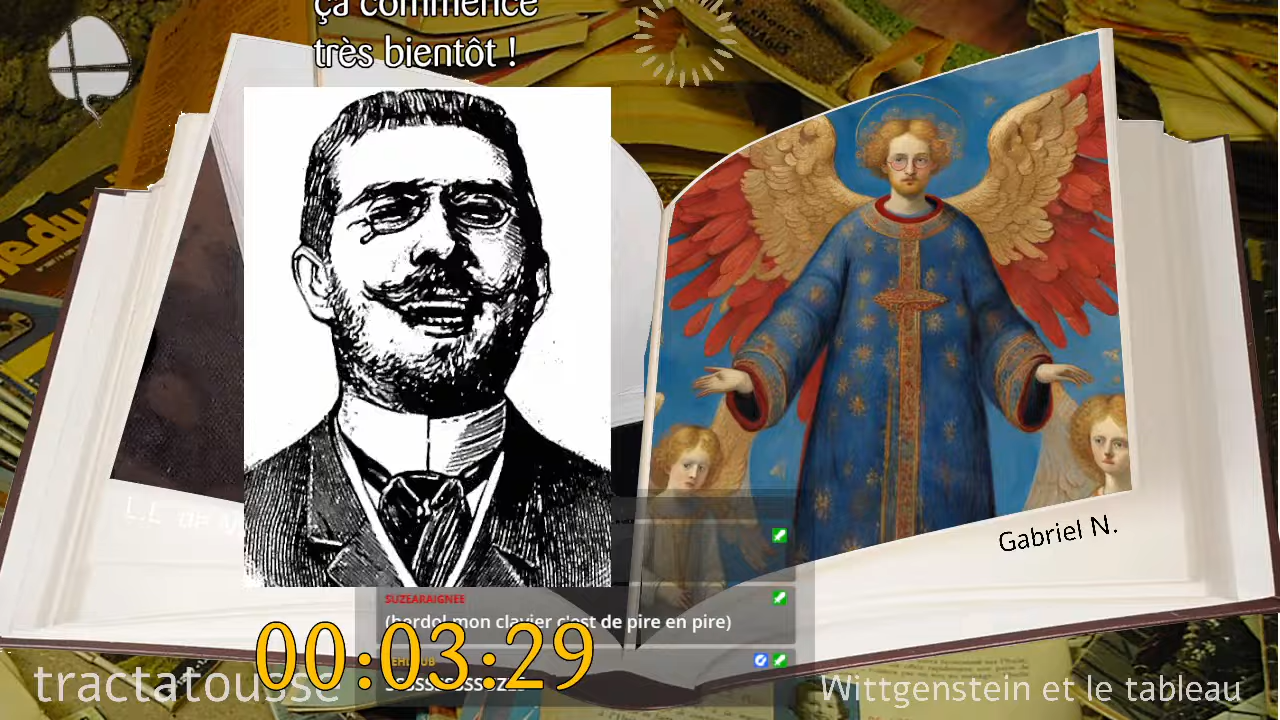 ça commence
très bientôt !
Gabriel N.
SUZEARAIGNEE
(bordel mon clavier c'est de pire en pire)
00:03:29
tractatousse
Wittgenstein et le tableau